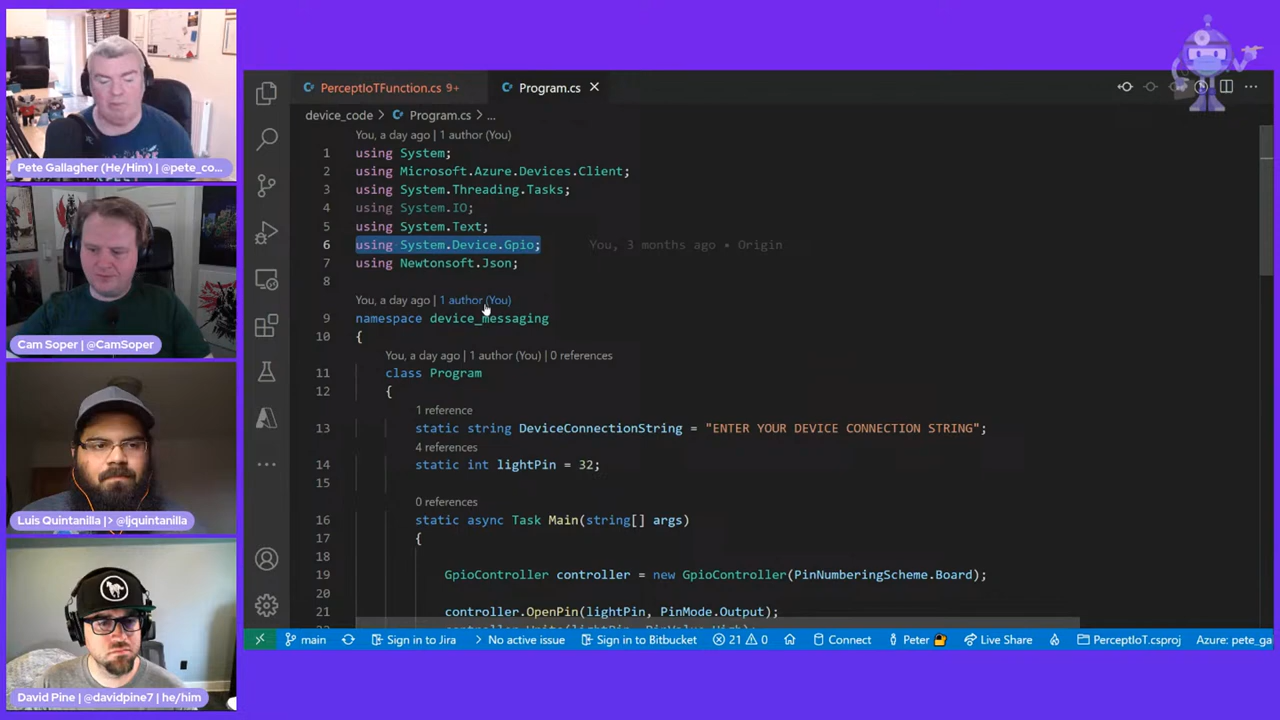 Pete Gallagher (He/Him) | @pete_co...
Cam Soper | @CamSoper
Luis Quintanilla |> @ljquintanilla
David Pine | @davidpine7 | he/him
PerceptIoTFunction.cs 9+
Program.cs
device_code > Program.cs > ...
You, a day ago | 1 author (You)
1 using System;
2 using Microsoft.Azure.Devices.Client;
3 using System.Threading.Tasks;
4 using System.IO;
5 using System.Text;
6 using System.Device.Gpio; You, 3 months ago • Origin
7 using Newtonsoft.Json;
8
You, a day ago | 1 author (You)
9 namespace device_messaging
10 {
You, a day ago | 1 author (You) | 0 references
11 class Program
12 {
1 reference
13 static string DeviceConnectionString = "ENTER YOUR DEVICE CONNECTION STRING";
4 references
14 static int lightPin = 32;
15
0 references
16 static async Task Main(string[] args)
17 {
18
19 GpioController controller = new GpioController(PinNumberingScheme.Board);
20
21 controller.OpenPin(lightPin, PinMode.Output);
main Sign in to Jira No active issue Sign in to Bitbucket 21 0 Connect Peter Live Share PerceptIoT.csproj Azure: pete_ga